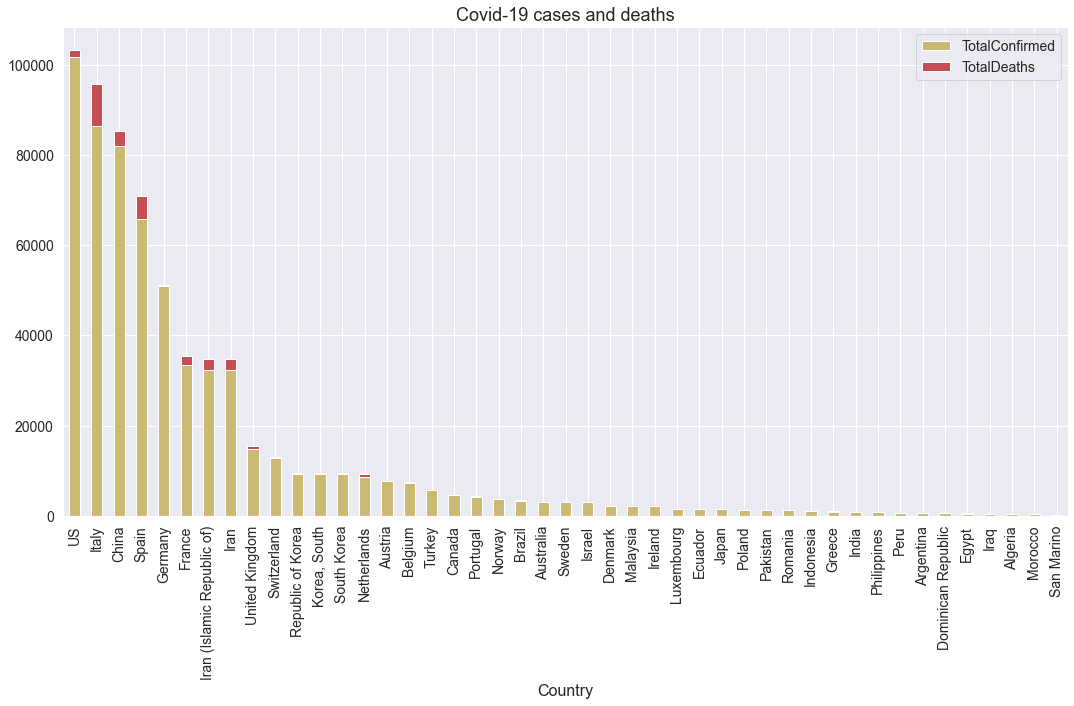 Covid-19 cases and deaths
TotalConfirmed
TotalDeaths
100000
80000
60000
40000
20000
0
US
Italy
China
Spain
Germany
France
Iran (Islamic Republic of)
Iran
United Kingdom
Switzerland
Republic of Korea
Korea, South
South Korea
Netherlands
Austria
Belgium
Turkey
Canada
Portugal
Norway
Brazil
Australia
Sweden
Israel
Denmark
Malaysia
Ireland
Luxembourg
Ecuador
Japan
Poland
Pakistan
Romania
Indonesia
Greece
India
Philippines
Peru
Argentina
Dominican Republic
Egypt
Iraq
Algeria
Morocco
San Marino
Country